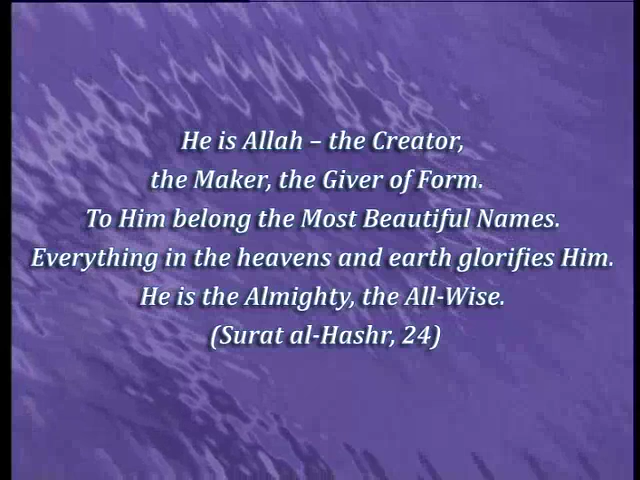 He is Allah – the Creator,
the Maker, the Giver of Form.
To Him belong the Most Beautiful Names.
Everything in the heavens and earth glorifies Him.
He is the Almighty, the All-Wise.
(Surat al-Hashr, 24)